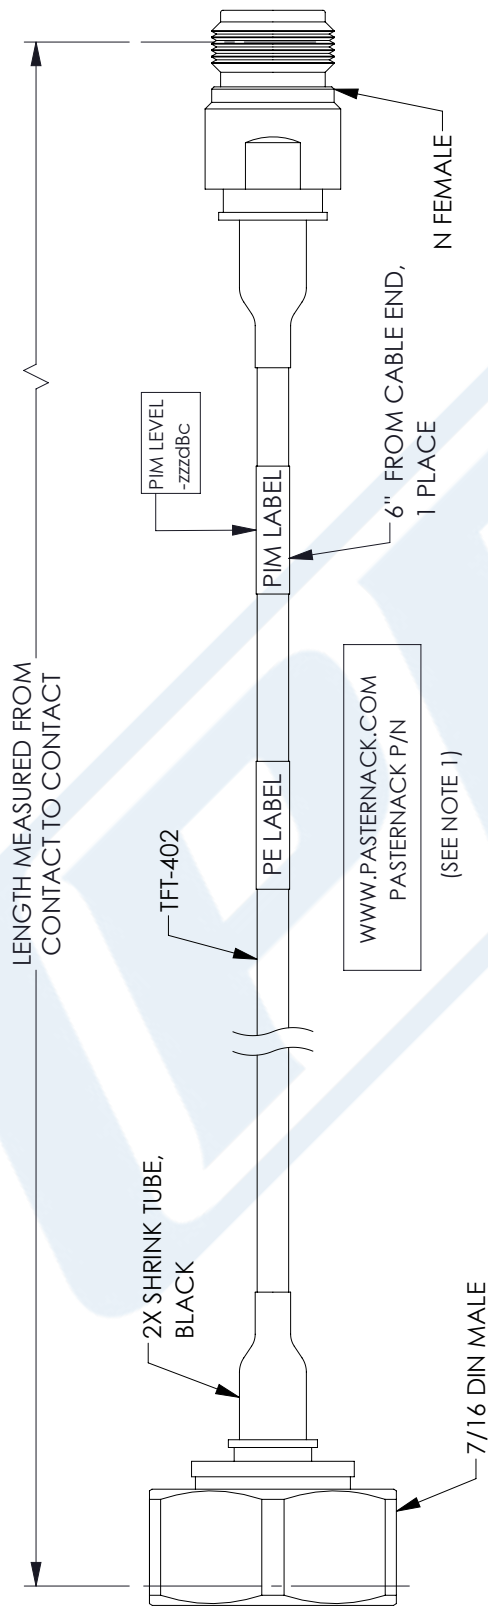 LENGTH MEASURED FROM
CONTACT TO CONTACT
2X SHRINK TUBE,
BLACK
TFT-402
PIM LEVEL
-zzzdBc
PE LABEL
PIM LABEL
7/16 DIN MALE
WWW.PASTERNACK.COM
PASTERNACK P/N
(SEE NOTE 1)
6" FROM CABLE END,
1 PLACE
N FEMALE